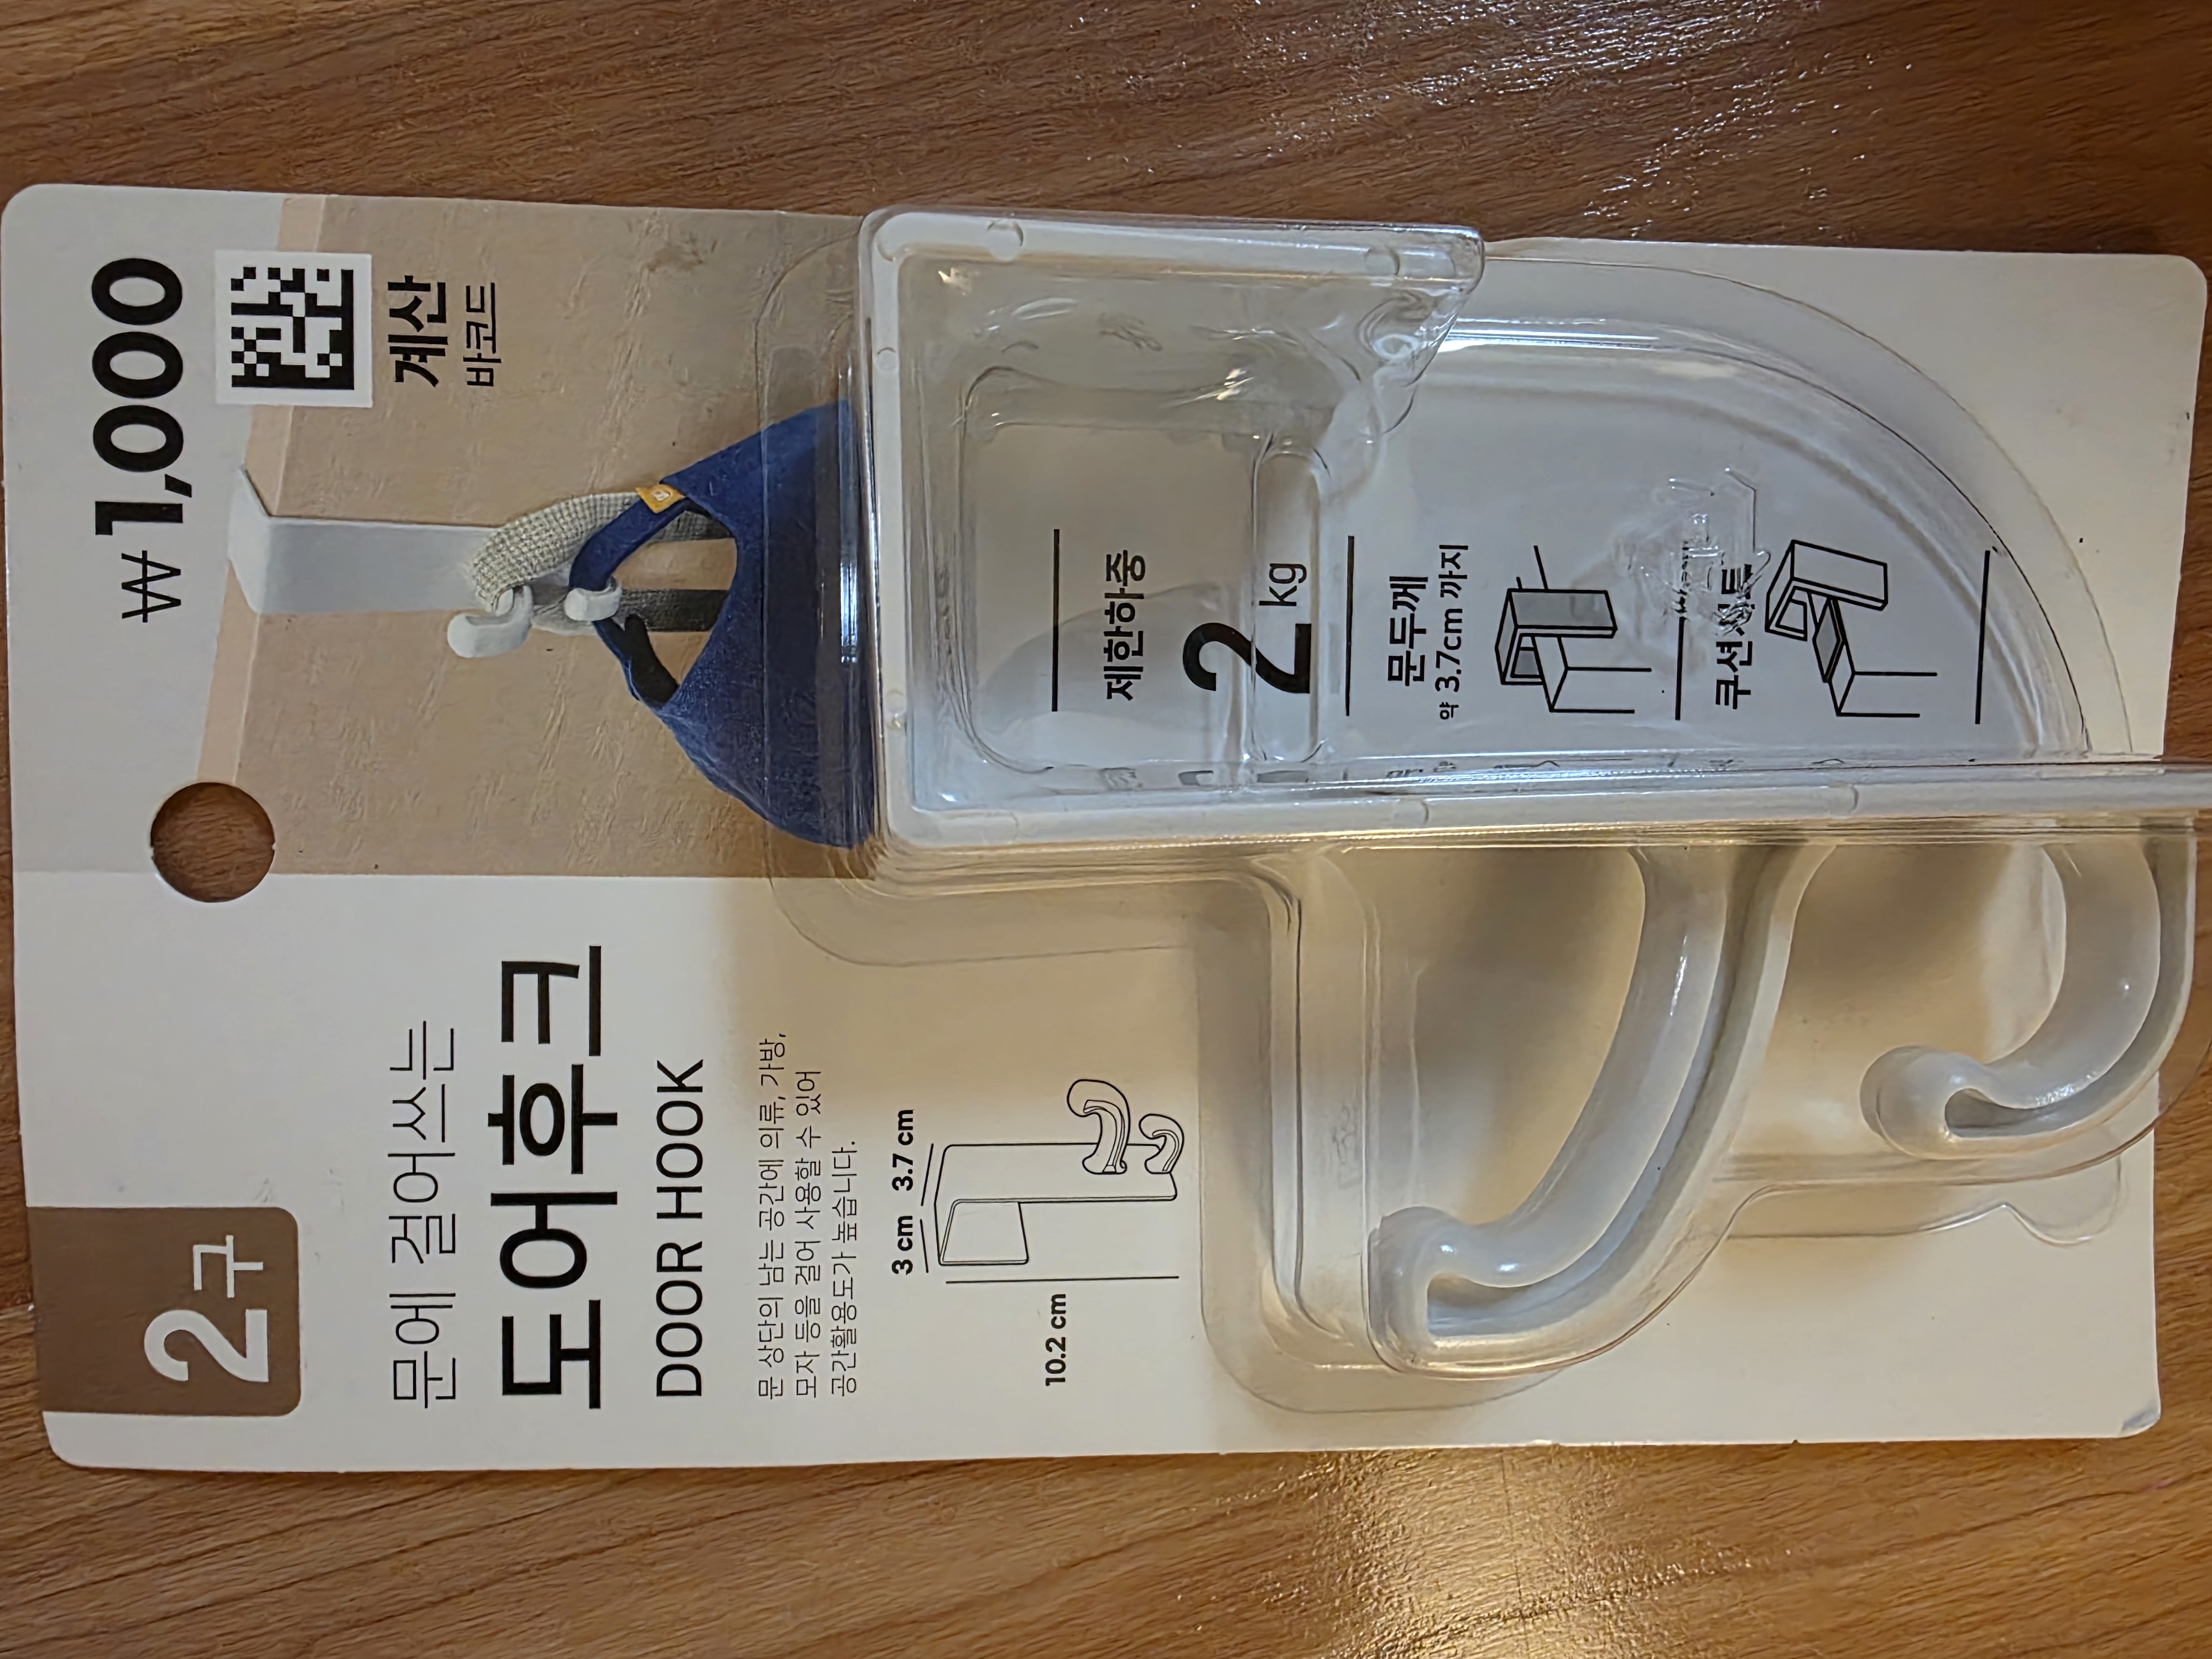 2구
₩ 1,000
계산
바코드
문에 걸어쓰는
도어후크
DOOR HOOK
문 상단의 남는 공간에 의류, 가방,
모자 등을 걸어 사용할 수 있어
공간활용도가 높습니다.
3 cm 3.7 cm
10.2 cm
제한하중
2 kg
문두께
약 3.7cm 까지
쿠션시트